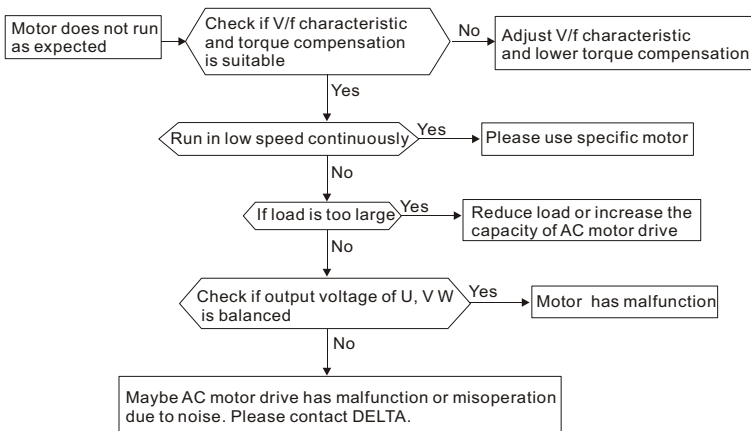 Motor does not run
as expected
Check if V/f characteristic
and torque compensation
is suitable
No
Adjust V/f characteristic
and lower torque compensation
Yes
Run in low speed continuously
Yes
Please use specific motor
No
If load is too large
Yes
Reduce load or increase the
capacity of AC motor drive
No
Check if output voltage of U, V W
is balanced
Yes
Motor has malfunction
No
Maybe AC motor drive has malfunction or misoperation
due to noise. Please contact DELTA.